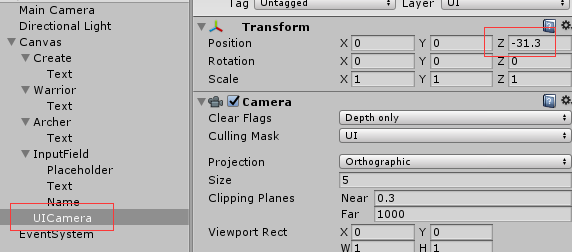 Main Camera
Directional Light
Canvas
Create
Text
Warrior
Text
Archer
Text
InputField
Placeholder
Text
Name
UICamera
EventSystem
Tag Untagged Layer UI
Transform
Position X 0 Y 0 Z -31.3
Rotation X 0 Y 0 Z 0
Scale X 1 Y 1 Z 1
Camera
Clear Flags Depth only
Culling Mask UI
Projection Orthographic
Size 5
Clipping Planes Near 0.3
Far 1000
Viewport Rect X 0 Y 0
W 1 H 1